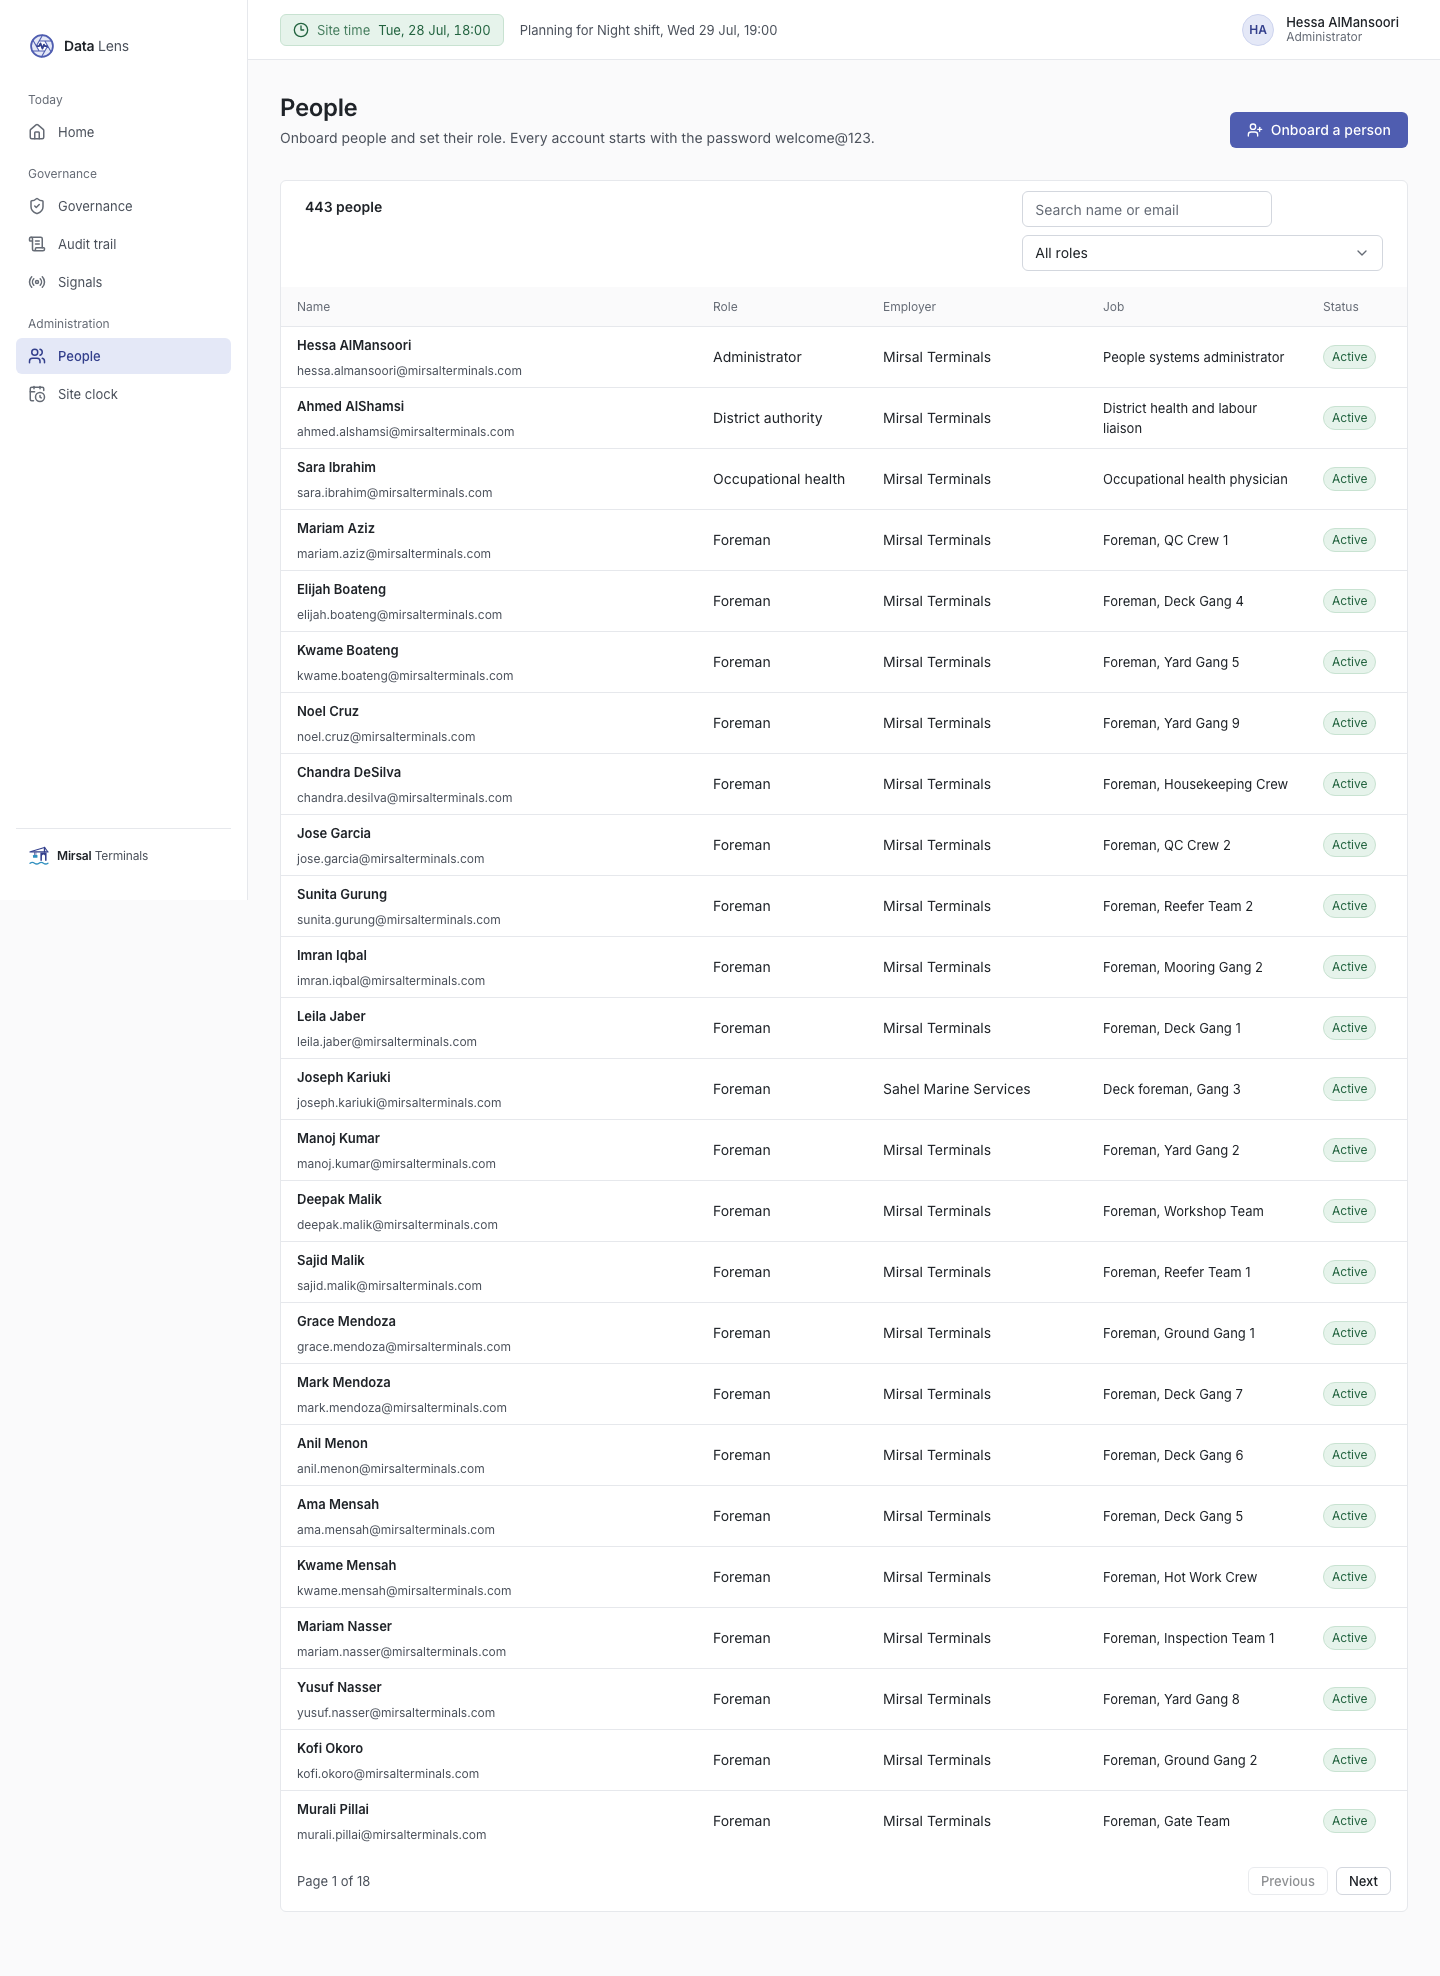 Data Lens
Today
Home
Governance
Governance
Audit trail
Signals
Administration
People
Site clock
Mirsal Terminals
Site time Tue, 28 Jul, 18:00
Planning for Night shift, Wed 29 Jul, 19:00
HA
Hessa AlMansoori
Administrator
People
Onboard people and set their role. Every account starts with the password welcome@123.
Onboard a person
443 people
Search name or email
All roles
Name Role Employer Job Status
Hessa AlMansoori
hessa.almansoori@mirsalterminals.com
Administrator Mirsal Terminals People systems administrator Active
Ahmed AlShamsi
ahmed.alshamsi@mirsalterminals.com
District authority Mirsal Terminals District health and labour
liaison
Active
Sara Ibrahim
sara.ibrahim@mirsalterminals.com
Occupational health Mirsal Terminals Occupational health physician Active
Mariam Aziz
mariam.aziz@mirsalterminals.com
Foreman Mirsal Terminals Foreman, QC Crew 1 Active
Elijah Boateng
elijah.boateng@mirsalterminals.com
Foreman Mirsal Terminals Foreman, Deck Gang 4 Active
Kwame Boateng
kwame.boateng@mirsalterminals.com
Foreman Mirsal Terminals Foreman, Yard Gang 5 Active
Noel Cruz
noel.cruz@mirsalterminals.com
Foreman Mirsal Terminals Foreman, Yard Gang 9 Active
Chandra DeSilva
chandra.desilva@mirsalterminals.com
Foreman Mirsal Terminals Foreman, Housekeeping Crew Active
Jose Garcia
jose.garcia@mirsalterminals.com
Foreman Mirsal Terminals Foreman, QC Crew 2 Active
Sunita Gurung
sunita.gurung@mirsalterminals.com
Foreman Mirsal Terminals Foreman, Reefer Team 2 Active
Imran Iqbal
imran.iqbal@mirsalterminals.com
Foreman Mirsal Terminals Foreman, Mooring Gang 2 Active
Leila Jaber
leila.jaber@mirsalterminals.com
Foreman Mirsal Terminals Foreman, Deck Gang 1 Active
Joseph Kariuki
joseph.kariuki@mirsalterminals.com
Foreman Sahel Marine Services Deck foreman, Gang 3 Active
Manoj Kumar
manoj.kumar@mirsalterminals.com
Foreman Mirsal Terminals Foreman, Yard Gang 2 Active
Deepak Malik
deepak.malik@mirsalterminals.com
Foreman Mirsal Terminals Foreman, Workshop Team Active
Sajid Malik
sajid.malik@mirsalterminals.com
Foreman Mirsal Terminals Foreman, Reefer Team 1 Active
Grace Mendoza
grace.mendoza@mirsalterminals.com
Foreman Mirsal Terminals Foreman, Ground Gang 1 Active
Mark Mendoza
mark.mendoza@mirsalterminals.com
Foreman Mirsal Terminals Foreman, Deck Gang 7 Active
Anil Menon
anil.menon@mirsalterminals.com
Foreman Mirsal Terminals Foreman, Deck Gang 6 Active
Ama Mensah
ama.mensah@mirsalterminals.com
Foreman Mirsal Terminals Foreman, Deck Gang 5 Active
Kwame Mensah
kwame.mensah@mirsalterminals.com
Foreman Mirsal Terminals Foreman, Hot Work Crew Active
Mariam Nasser
mariam.nasser@mirsalterminals.com
Foreman Mirsal Terminals Foreman, Inspection Team 1 Active
Yusuf Nasser
yusuf.nasser@mirsalterminals.com
Foreman Mirsal Terminals Foreman, Yard Gang 8 Active
Kofi Okoro
kofi.okoro@mirsalterminals.com
Foreman Mirsal Terminals Foreman, Ground Gang 2 Active
Murali Pillai
murali.pillai@mirsalterminals.com
Foreman Mirsal Terminals Foreman, Gate Team Active
Page 1 of 18
Previous Next